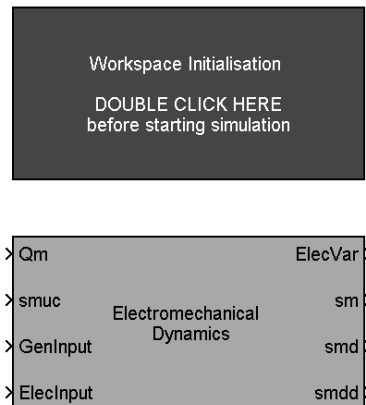 Workspace Initialisation
DOUBLE CLICK HERE
before starting simulation
Qm
ElecVar
smuc
sm
Electromechanical
Dynamics
GenInput
smd
ElecInput
smdd